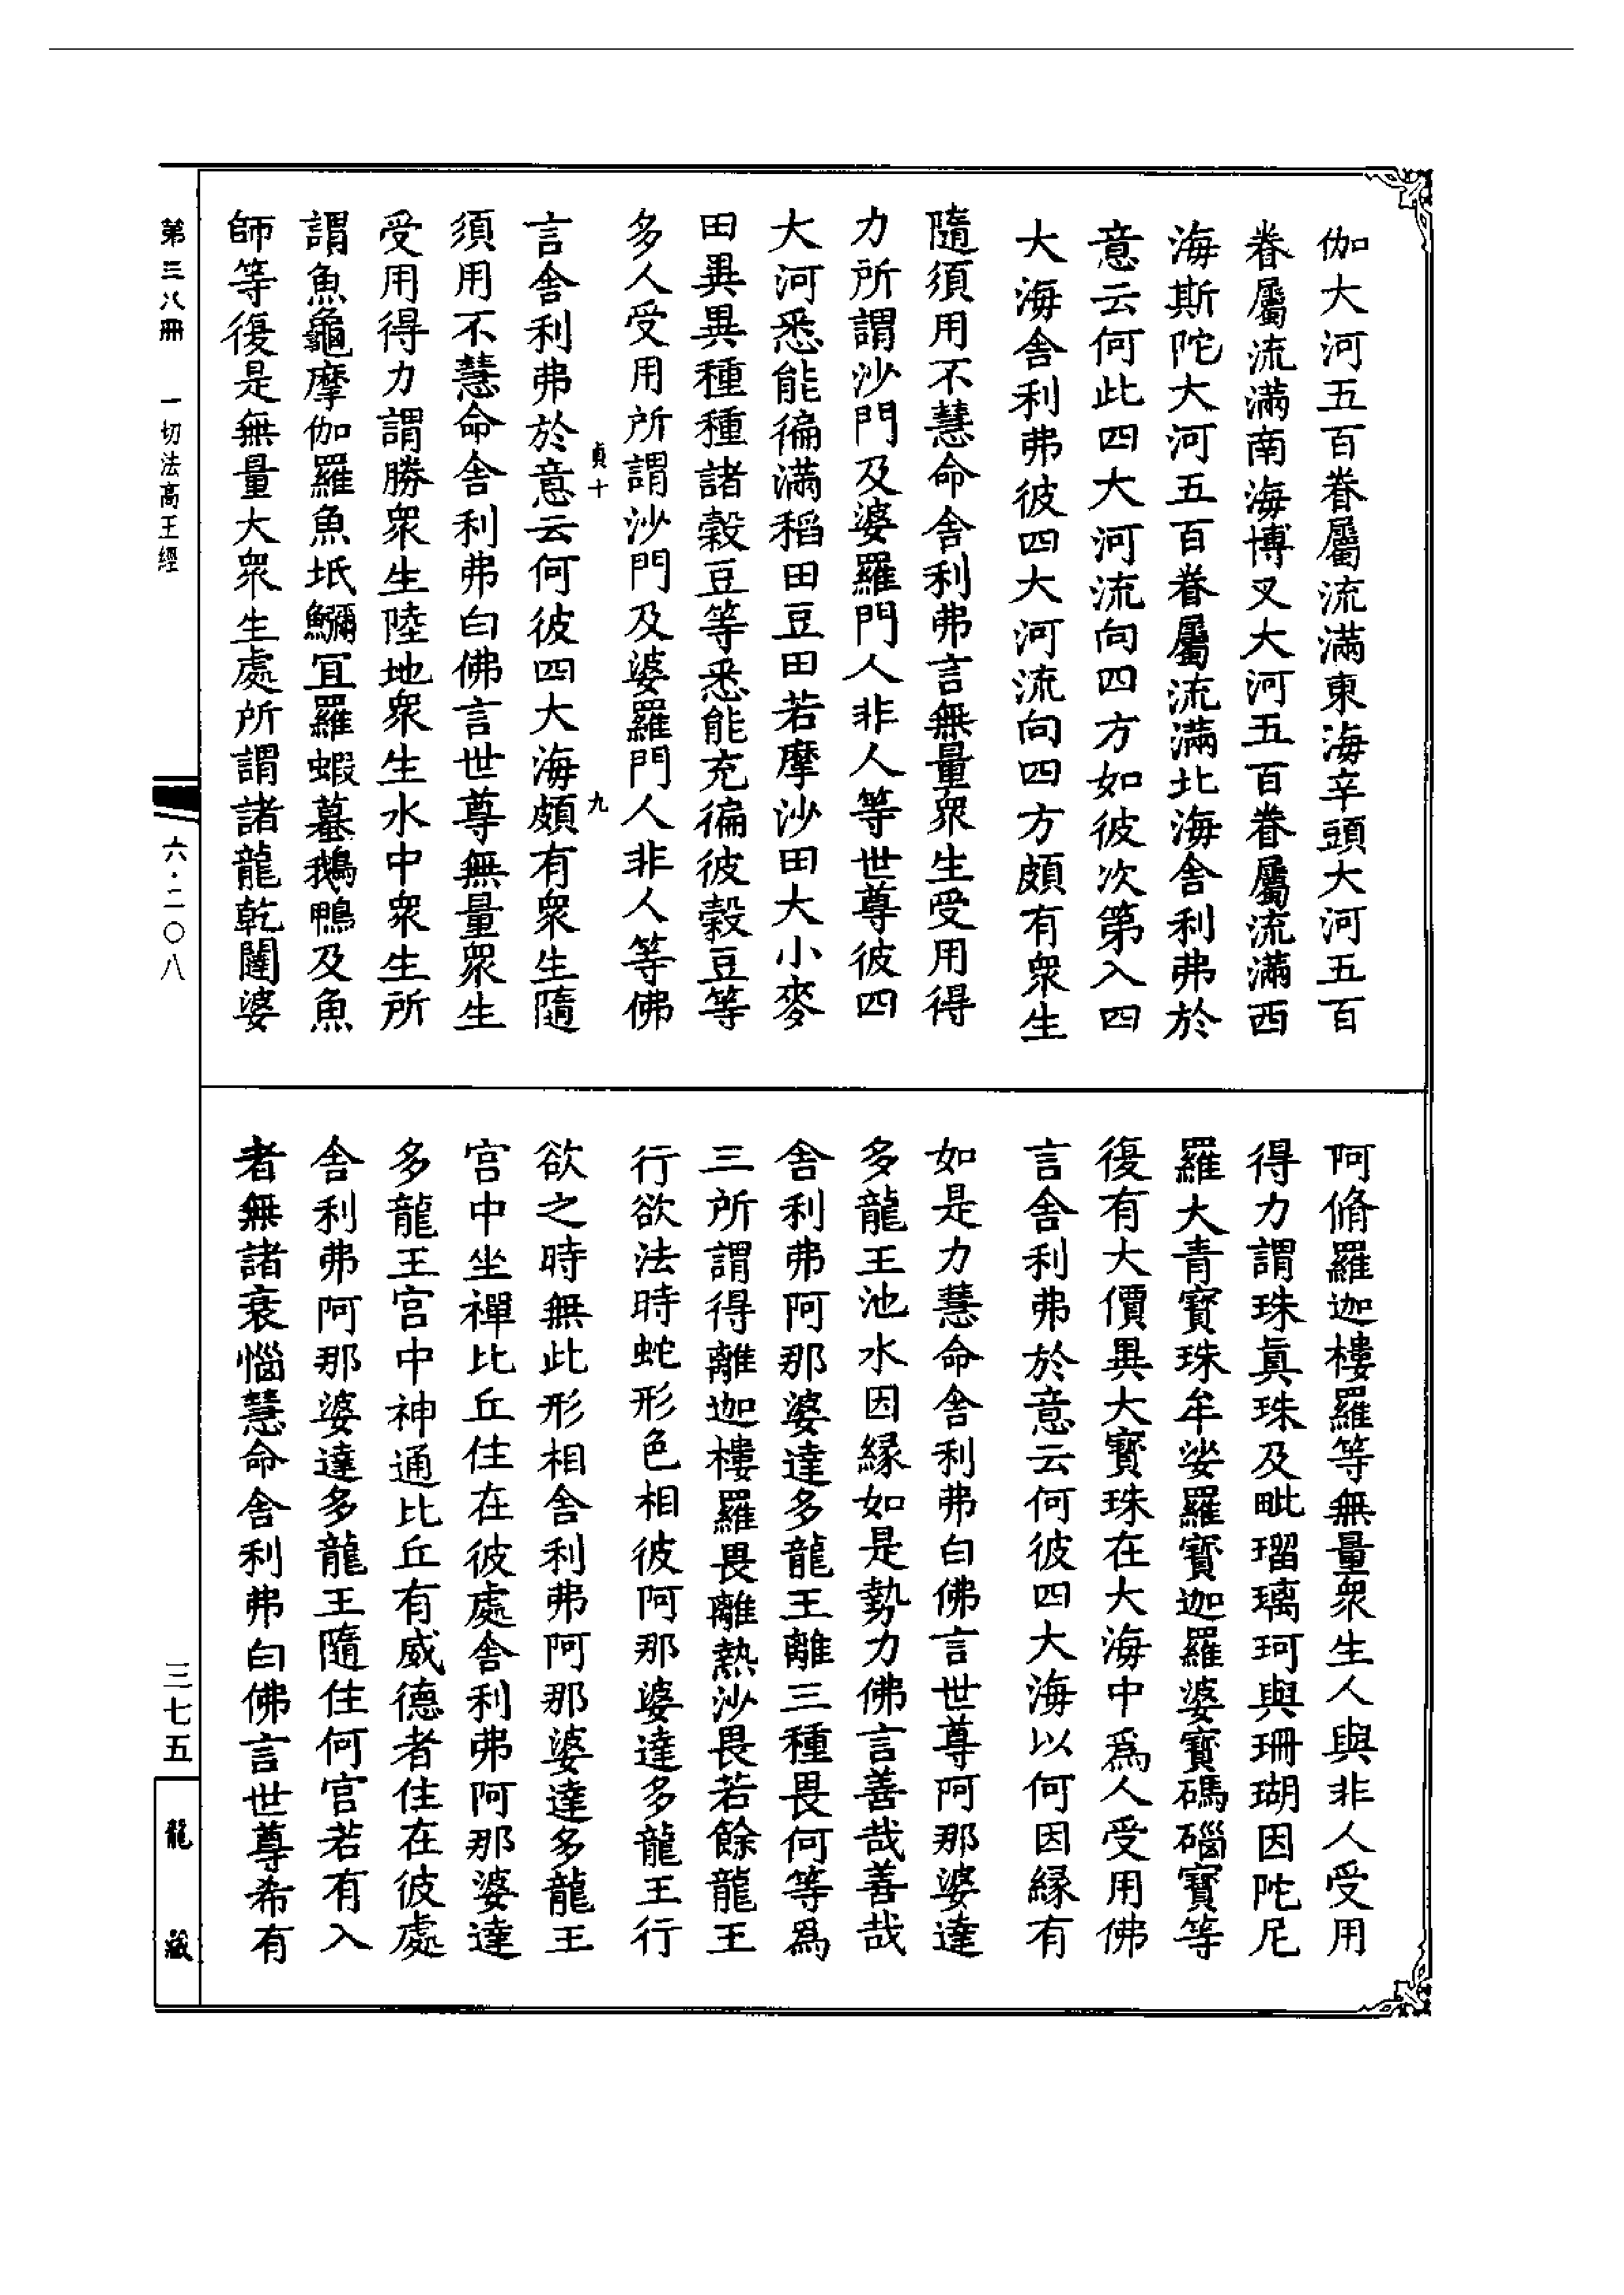 伽大河五百眷屬流滿東海辛頭大河五百
眷屬流滿南海博叉大河五百眷屬流滿西
海斯陀大河五百眷屬流滿北海舍利弗於
意云何此四大河流向四方如彼次第入四
大海舍利弗彼四大河流向四方頗有眾生
隨須用不慧命舍利弗言無量眾生受用得
力所謂沙門及婆羅門人非人等世尊彼四
大河悉能徧滿稻田豆田若摩沙田大小麥
田異異種種諸穀豆等悉能充徧彼穀豆等
多人受用所謂沙門及婆羅門人非人等佛
貞十 九
言舍利弗於意云何彼四大海頗有眾生隨
須用不慧命舍利弗白佛言世尊無量眾生
受用得力謂勝眾生陸地眾生水中眾生所
謂魚龜摩伽羅魚坻鰯宜羅蝦蟇鵝鴨及魚
師等復是無量大眾生處所謂諸龍乾闥婆
阿脩羅迦樓羅等無量眾生人與非人受用
得力謂珠真珠及毗瑠璃珂與珊瑚因陀尼
羅大青寶珠牟娑羅寶迦羅婆寶碼碯寶等
復有大價異大寶珠在大海中為人受用佛
言舍利弗於意云何彼四大海以何因緣有
如是力慧命舍利弗白佛言世尊阿那婆達
多龍王池水因緣如是勢力佛言善哉善哉
舍利弗阿那婆達多龍王離三種畏何等為
三所謂得離迦樓羅畏離熱沙畏若餘龍王
行欲法時蛇形色相彼阿那婆達多龍王行
欲之時無此形相舍利弗阿那婆達多龍王
宮中坐禪比丘住在彼處舍利弗阿那婆達
多龍王宮中神通比丘有威德者住在彼處
舍利弗阿那婆達多龍王隨住何宮若有入
者無諸衰惱慧命舍利弗白佛言世尊希有
第三八冊 一切法高王經
六·二〇八
三七五
龍藏